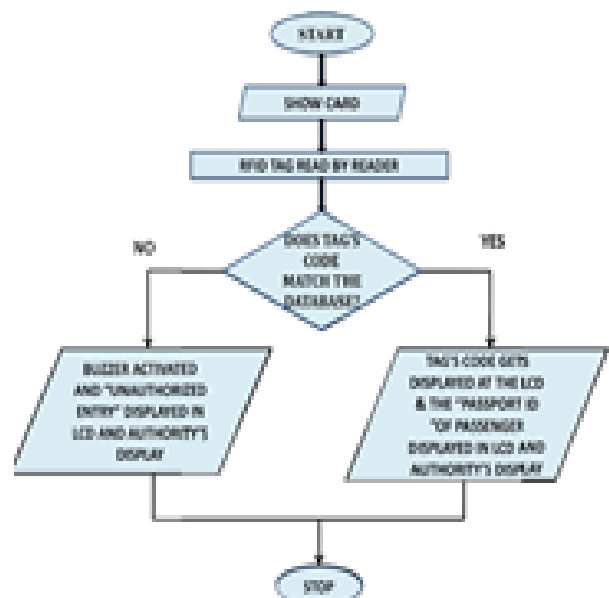 START
SHOW CARD
RFID TAG READ BY READER
DOES TAG'S
CODE
MATCH THE
DATABASE?
NO
YES
BUZZER ACTIVATED
AND "UNAUTHORIZED
ENTRY" DISPLAYED IN
LCD AND AUTHORITY'S
DISPLAY
TAG'S CODE GETS
DISPLAYED AT THE LCD
& THE "PASSPORT ID
"OF PASSENGER
DISPLAYED IN LCD AND
AUTHORITY'S DISPLAY
STOP